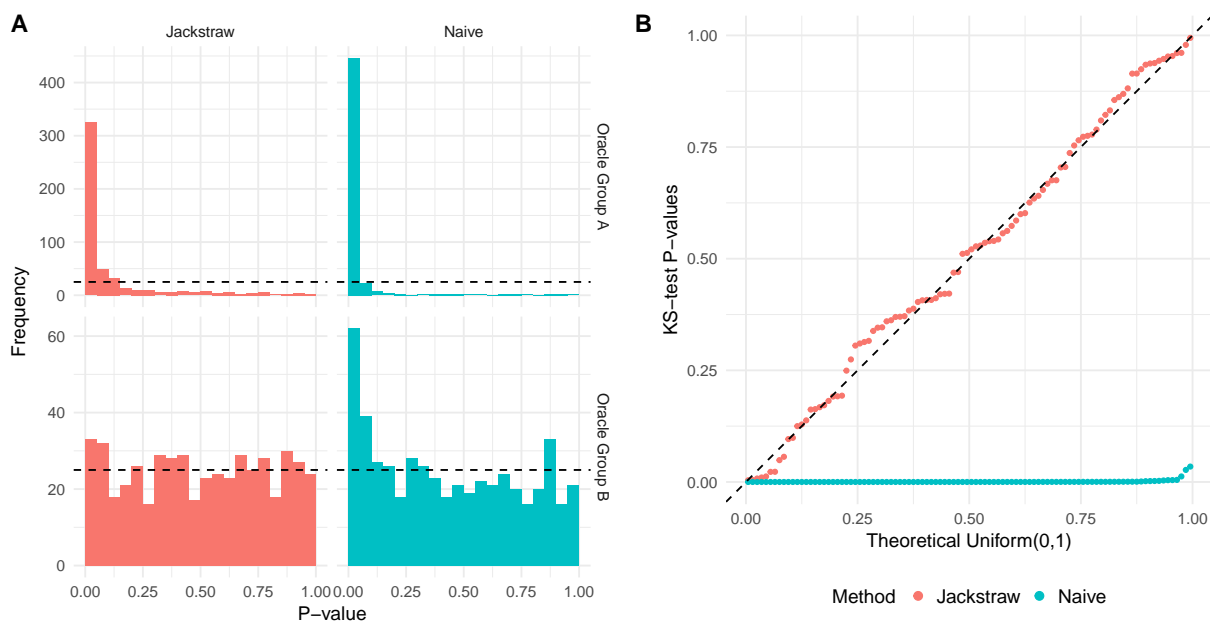 A
Jackstraw
Naive
Frequency
400
300
200
100
0
Oracle Group A
60
40
20
0
Oracle Group B
0.00 0.25 0.50 0.75 1.00
0.00 0.25 0.50 0.75 1.00
P−value
B
KS−test P−values
1.00
0.75
0.50
0.25
0.00
0.00 0.25 0.50 0.75 1.00
Theoretical Uniform(0,1)
Method Jackstraw Naive